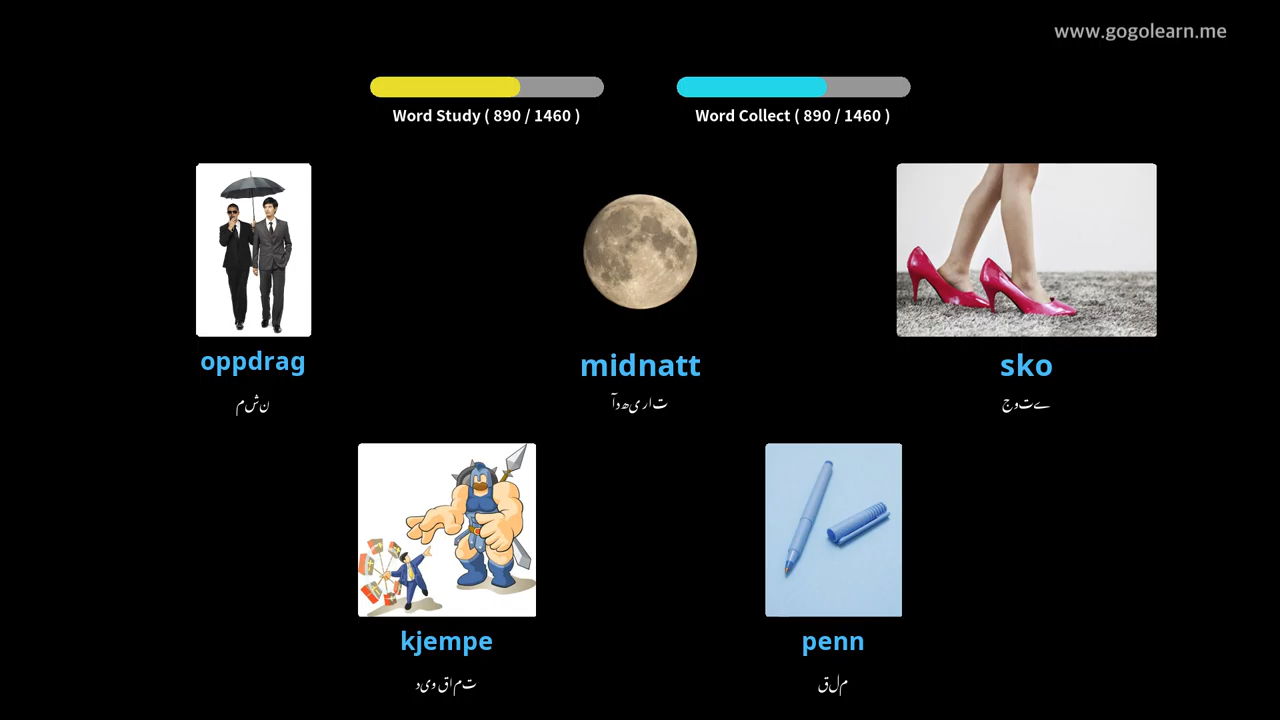 www.gogolearn.me
Word Study ( 890 / 1460 )
Word Collect ( 890 / 1460 )
oppdrag
مشن
midnatt
آدھی رات
sko
جوتے
kjempe
دیو قامت
penn
قلم